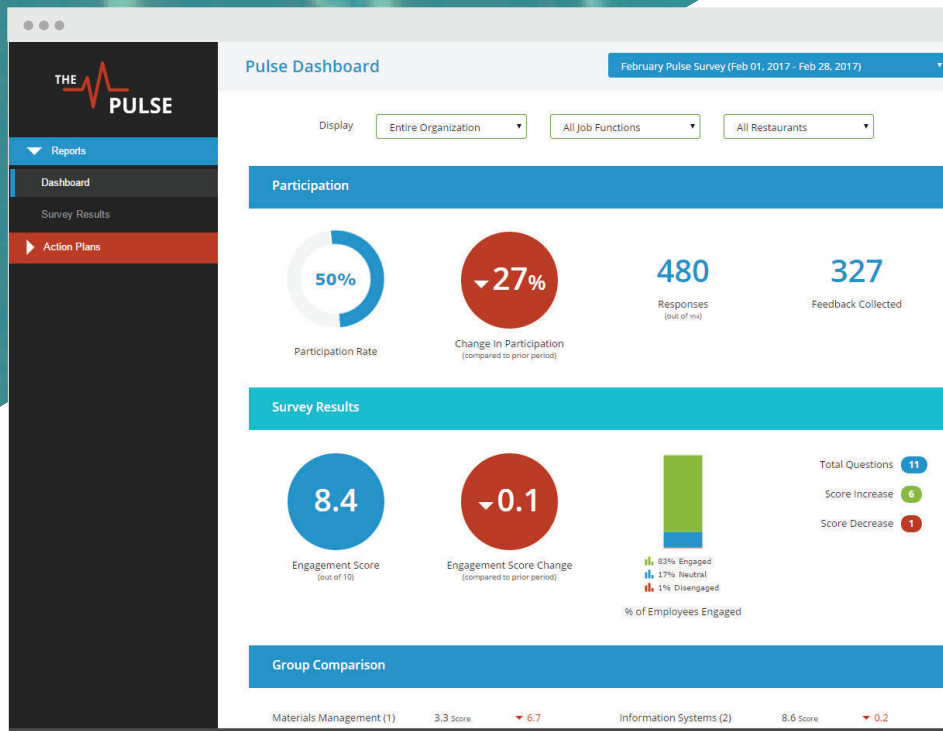 THE
PULSE
Reports
Dashboard
Survey Results
Action Plans
Pulse Dashboard
February Pulse Survey (Feb 01, 2017 - Feb 28, 2017)
Display
Entire Organization
All Job Functions
All Restaurants
Participation
50%
Participation Rate
27%
Change In Participation
(compared to prior period)
480
Responses
(out of 954)
327
Feedback Collected
Survey Results
8.4
Engagement Score
(out of 10)
0.1
Engagement Score Change
(compared to prior period)
83% Engaged
17% Neutral
1% Disengaged
% of Employees Engaged
Total Questions 11
Score Increase 6
Score Decrease 1
Group Comparison
Materials Management (1) 3.3 Score 6.7
Information Systems (2) 8.6 Score 0.2